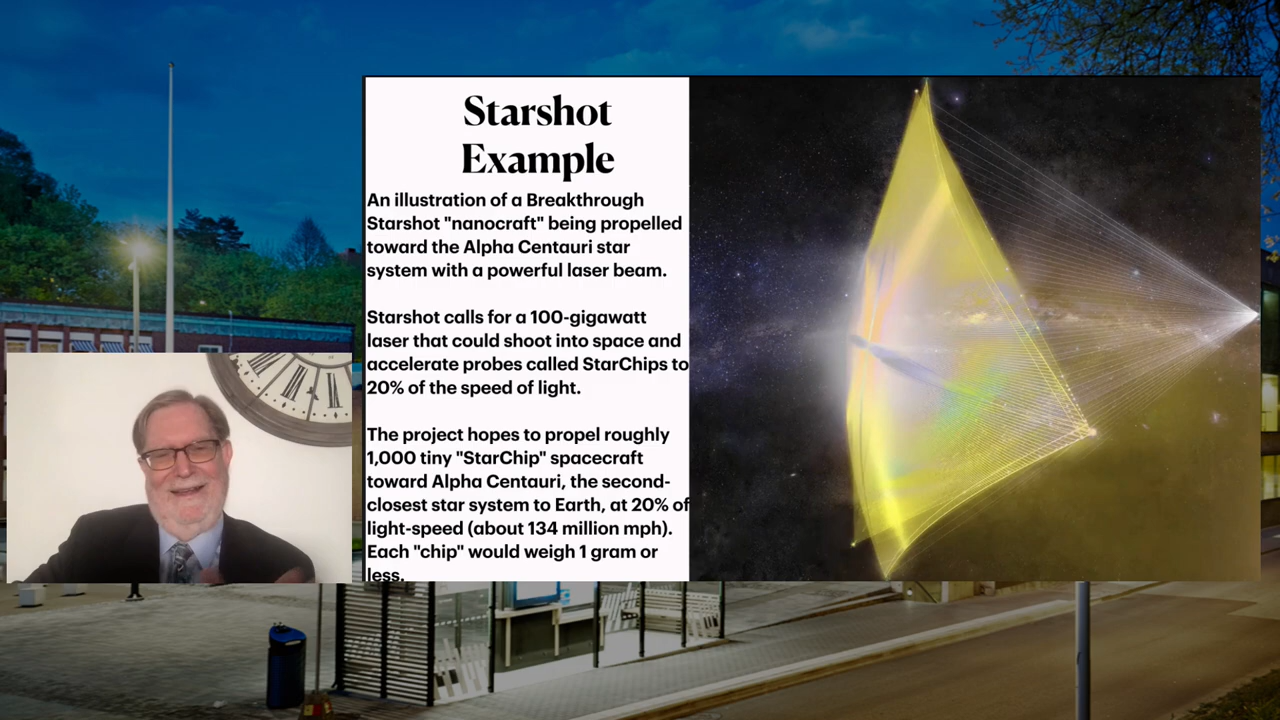 Starshot
Example
An illustration of a Breakthrough
Starshot "nanocraft" being propelled
toward the Alpha Centauri star
system with a powerful laser beam.
Starshot calls for a 100-gigawatt
laser that could shoot into space and
accelerate probes called StarChips to
20% of the speed of light.
The project hopes to propel roughly
1,000 tiny "StarChip" spacecraft
toward Alpha Centauri, the second-
closest star system to Earth, at 20% of
light-speed (about 134 million mph).
Each "chip" would weigh 1 gram or
less.